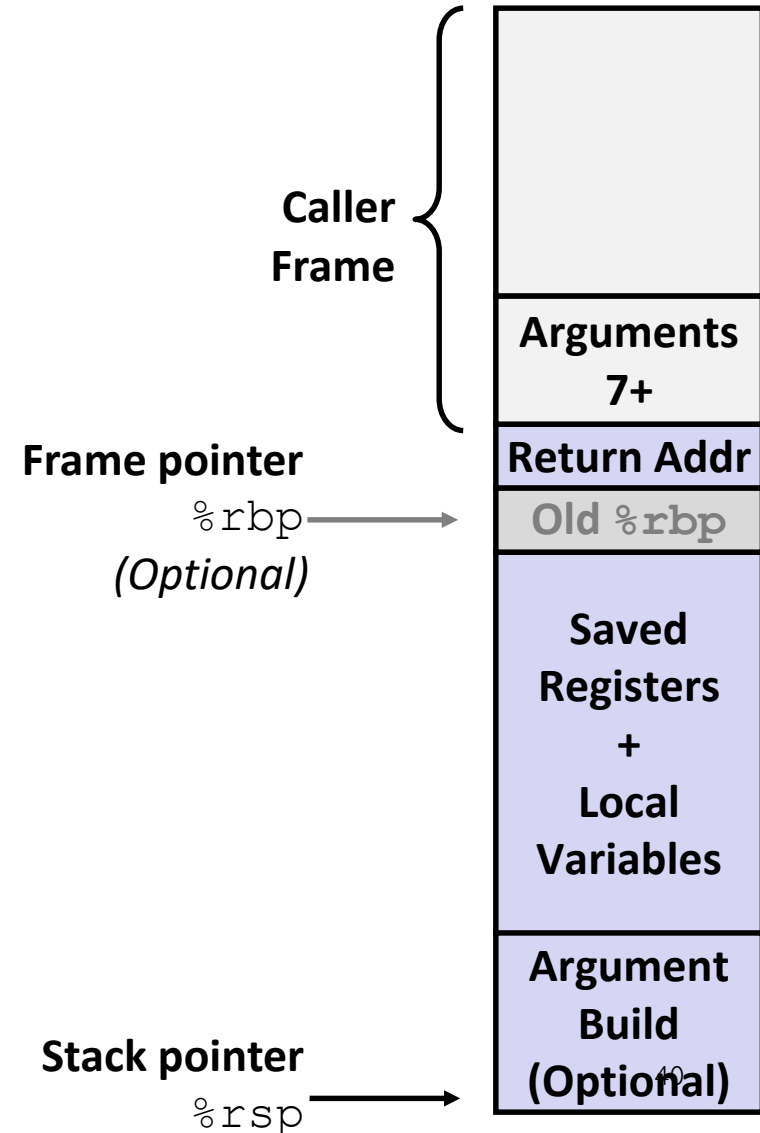 Caller
Frame
Arguments
7+
Frame pointer
%rbp
(Optional)
Return Addr
Old %rbp
Saved
Registers
+
Local
Variables
Argument
Build
(Optional)
40
Stack pointer
%rsp